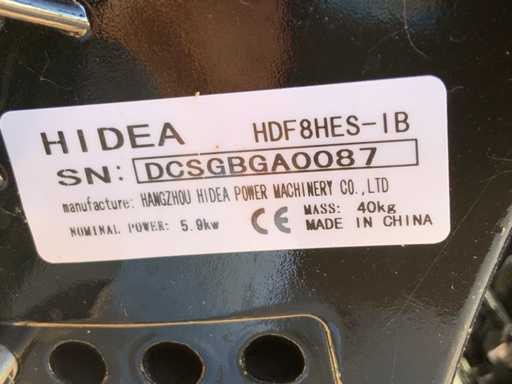 HIDEA HDF8HES-IB
SN: DCSGBGA0087
manufacture: HANGZHOU HIDEA POWER MACHINERY CO.,LTD
NOMINAL POWER: 5.9kw CE MASS: 40kg
MADE IN CHINA